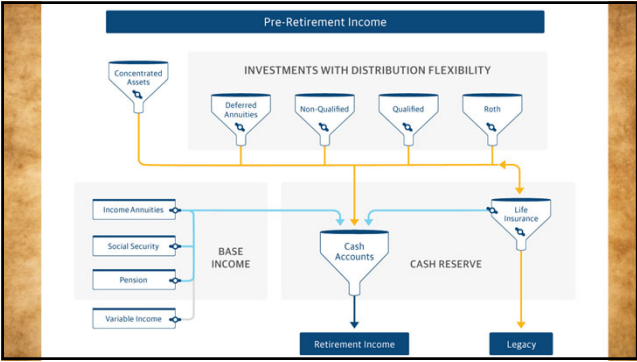 Pre-Retirement Income
INVESTMENTS WITH DISTRIBUTION FLEXIBILITY
Concentrated
Assets
Deferred
Annuities
Non-Qualified
Qualified
Roth
Income Annuities
Social Security
Pension
Variable Income
BASE
INCOME
Cash
Accounts
CASH RESERVE
Life
Insurance
Retirement Income
Legacy